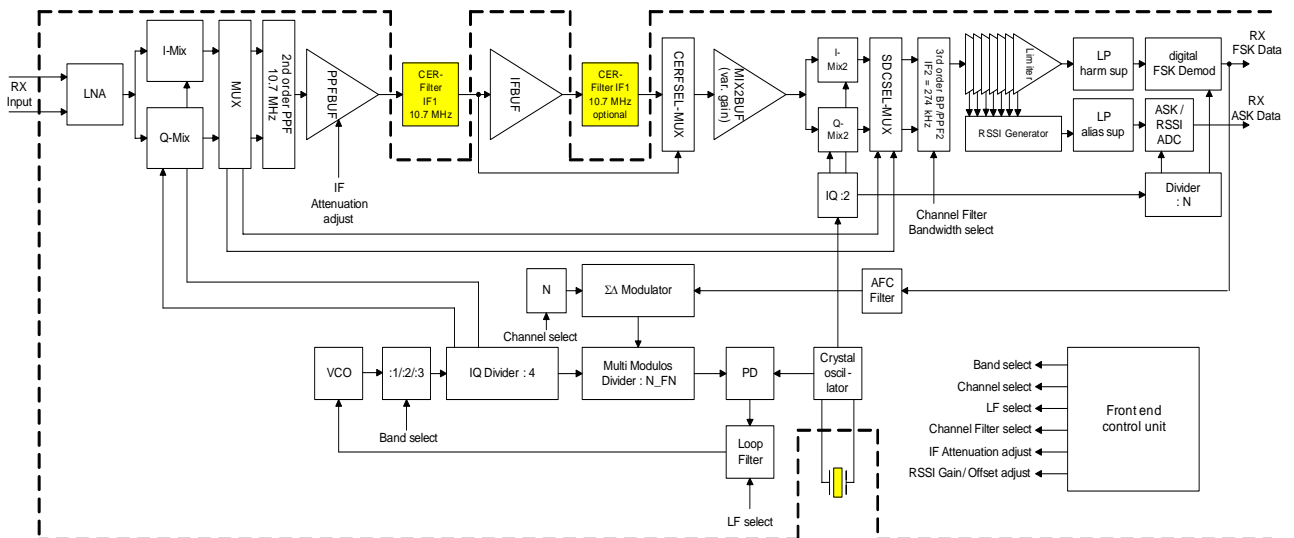 RX
Input
LNA
I-Mix
Q-Mix
MUX
2nd order PPF
10.7 MHz
PPFBUF
IF
Attenuation
adjust
CER-
Filter
IF1
10.7 MHz
IFBUF
CER-
Filter IF1
10.7 MHz
optional
CERFSEL-MUX
MIX2BUF
(var. gain)
I-
Mix2
Q-
Mix2
IQ :2
SDCSEL-MUX
3rd order BP/PPF2
IF2 = 274 kHz
Channel Filter
Bandwidth select
Limiter
RSSI Generator
LP
harm sup
LP
alias sup
digital
FSK Demod
ASK /
RSSI
ADC
Divider
: N
RX
FSK Data
RX
ASK Data
N
Channel select
ΣΔ Modulator
AFC
Filter
VCO
:1/:2/:3
Band select
IQ Divider : 4
Multi Modulos
Divider : N_FN
PD
Crystal
oscil-
lator
Loop
Filter
LF select
Band select
Channel select
LF select
Channel Filter select
IF Attenuation adjust
RSSI Gain/ Offset adjust
Front end
control unit